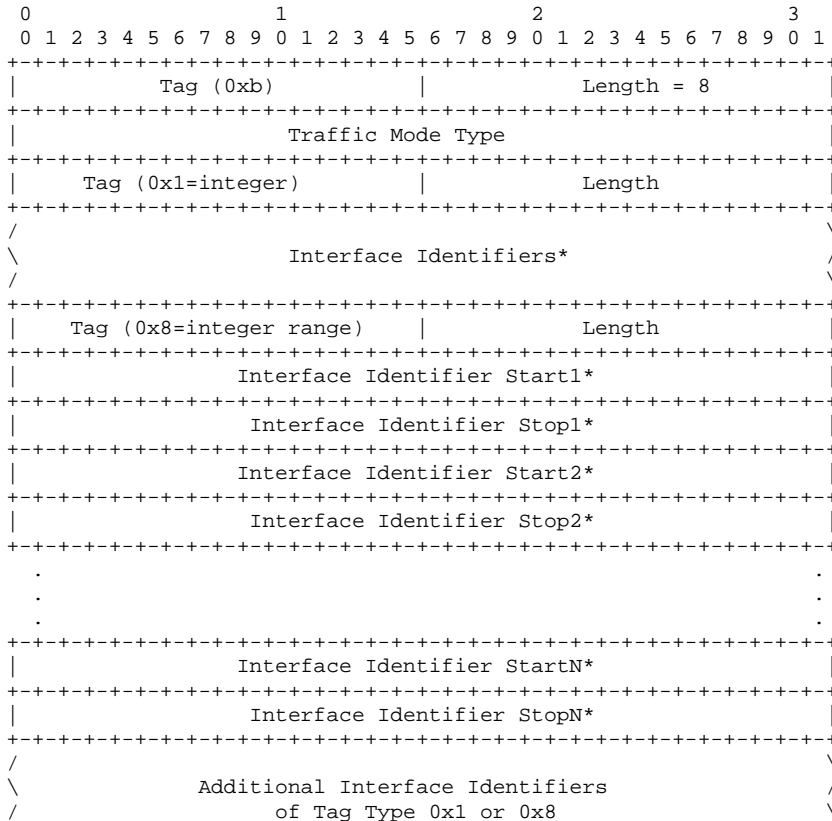 0                   1                   2                   3
 0 1 2 3 4 5 6 7 8 9 0 1 2 3 4 5 6 7 8 9 0 1 2 3 4 5 6 7 8 9 0 1
+-+-+-+-+-+-+-+-+-+-+-+-+-+-+-+-+-+-+-+-+-+-+-+-+-+-+-+-+-+-+-+-+
|           Tag (0xb)           |            Length = 8         |
+-+-+-+-+-+-+-+-+-+-+-+-+-+-+-+-+-+-+-+-+-+-+-+-+-+-+-+-+-+-+-+-+
|                     Traffic Mode Type                         |
+-+-+-+-+-+-+-+-+-+-+-+-+-+-+-+-+-+-+-+-+-+-+-+-+-+-+-+-+-+-+-+-+
|     Tag (0x1=integer)         |            Length             |
+-+-+-+-+-+-+-+-+-+-+-+-+-+-+-+-+-+-+-+-+-+-+-+-+-+-+-+-+-+-+-+-+
/                                                               \
\                     Interface Identifiers*                    /
/                                                               \
+-+-+-+-+-+-+-+-+-+-+-+-+-+-+-+-+-+-+-+-+-+-+-+-+-+-+-+-+-+-+-+-+
|    Tag (0x8=integer range)    |            Length             |
+-+-+-+-+-+-+-+-+-+-+-+-+-+-+-+-+-+-+-+-+-+-+-+-+-+-+-+-+-+-+-+-+
|                 Interface Identifier Start1*                  |
+-+-+-+-+-+-+-+-+-+-+-+-+-+-+-+-+-+-+-+-+-+-+-+-+-+-+-+-+-+-+-+-+
|                  Interface Identifier Stop1*                  |
+-+-+-+-+-+-+-+-+-+-+-+-+-+-+-+-+-+-+-+-+-+-+-+-+-+-+-+-+-+-+-+-+
|                 Interface Identifier Start2*                  |
+-+-+-+-+-+-+-+-+-+-+-+-+-+-+-+-+-+-+-+-+-+-+-+-+-+-+-+-+-+-+-+-+
|                  Interface Identifier Stop2*                  |
+-+-+-+-+-+-+-+-+-+-+-+-+-+-+-+-+-+-+-+-+-+-+-+-+-+-+-+-+-+-+-+-+
  .                                                            .
  .                                                            .
  .                                                            .
+-+-+-+-+-+-+-+-+-+-+-+-+-+-+-+-+-+-+-+-+-+-+-+-+-+-+-+-+-+-+-+-+
|                 Interface Identifier StartN*                  |
+-+-+-+-+-+-+-+-+-+-+-+-+-+-+-+-+-+-+-+-+-+-+-+-+-+-+-+-+-+-+-+-+
|                  Interface Identifier StopN*                  |
+-+-+-+-+-+-+-+-+-+-+-+-+-+-+-+-+-+-+-+-+-+-+-+-+-+-+-+-+-+-+-+-+
/                                                               \
\              Additional Interface Identifiers                 /
/                    of Tag Type 0x1 or 0x8                     \